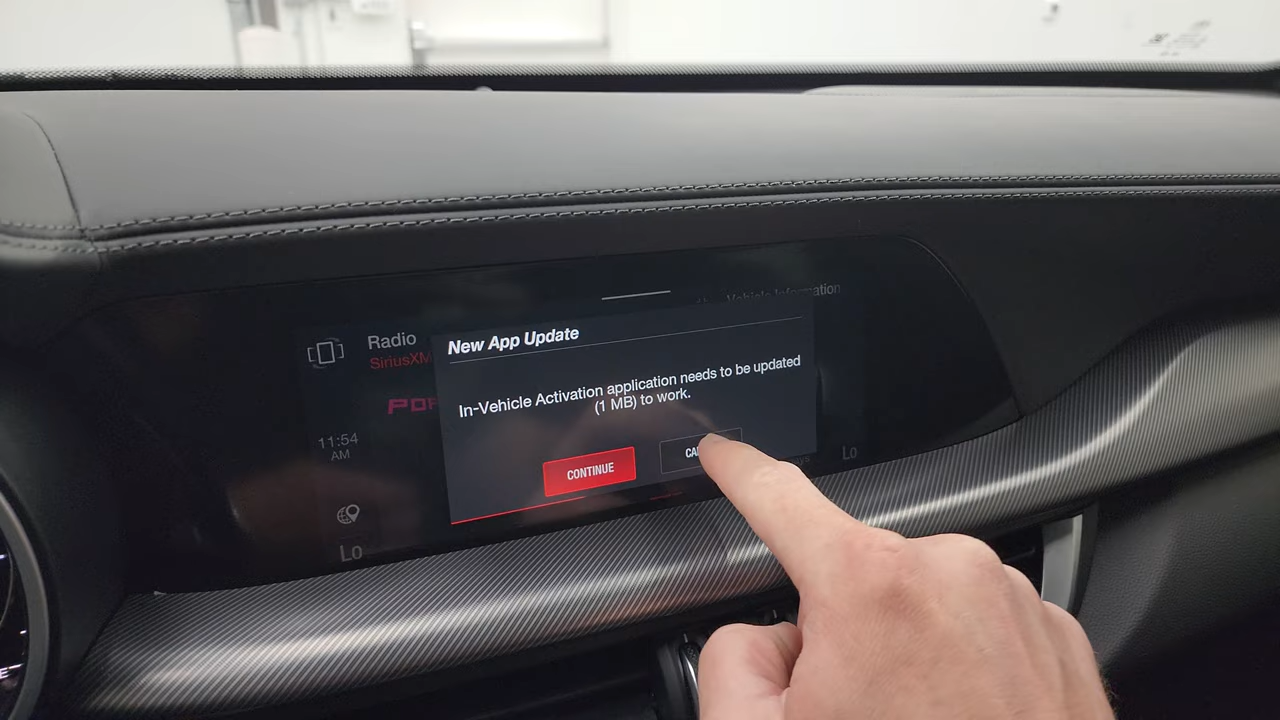 Vehicle Information
Radio
SiriusXM
New App Update
In-Vehicle Activation application needs to be updated
(1 MB) to work.
11:54
AM
CONTINUE
Lo
Lo